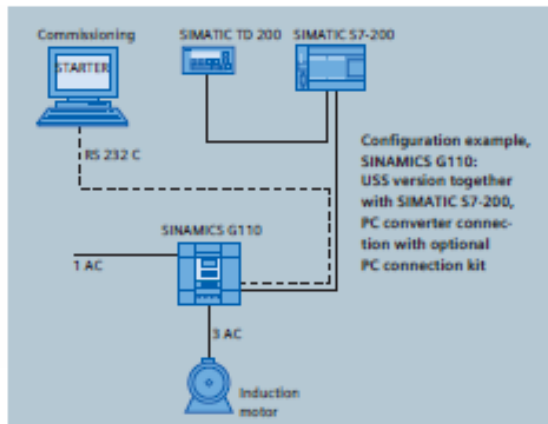 Commissioning
SIMATIC TD 200
SIMATIC S7-200
STARTER
RS 232 C
Configuration example,
SINAMICS G110:
USS version together
with SIMATIC S7-200,
PC converter connec-
tion with optional
PC connection kit
SINAMICS G110
1 AC
3 AC
Induction
motor